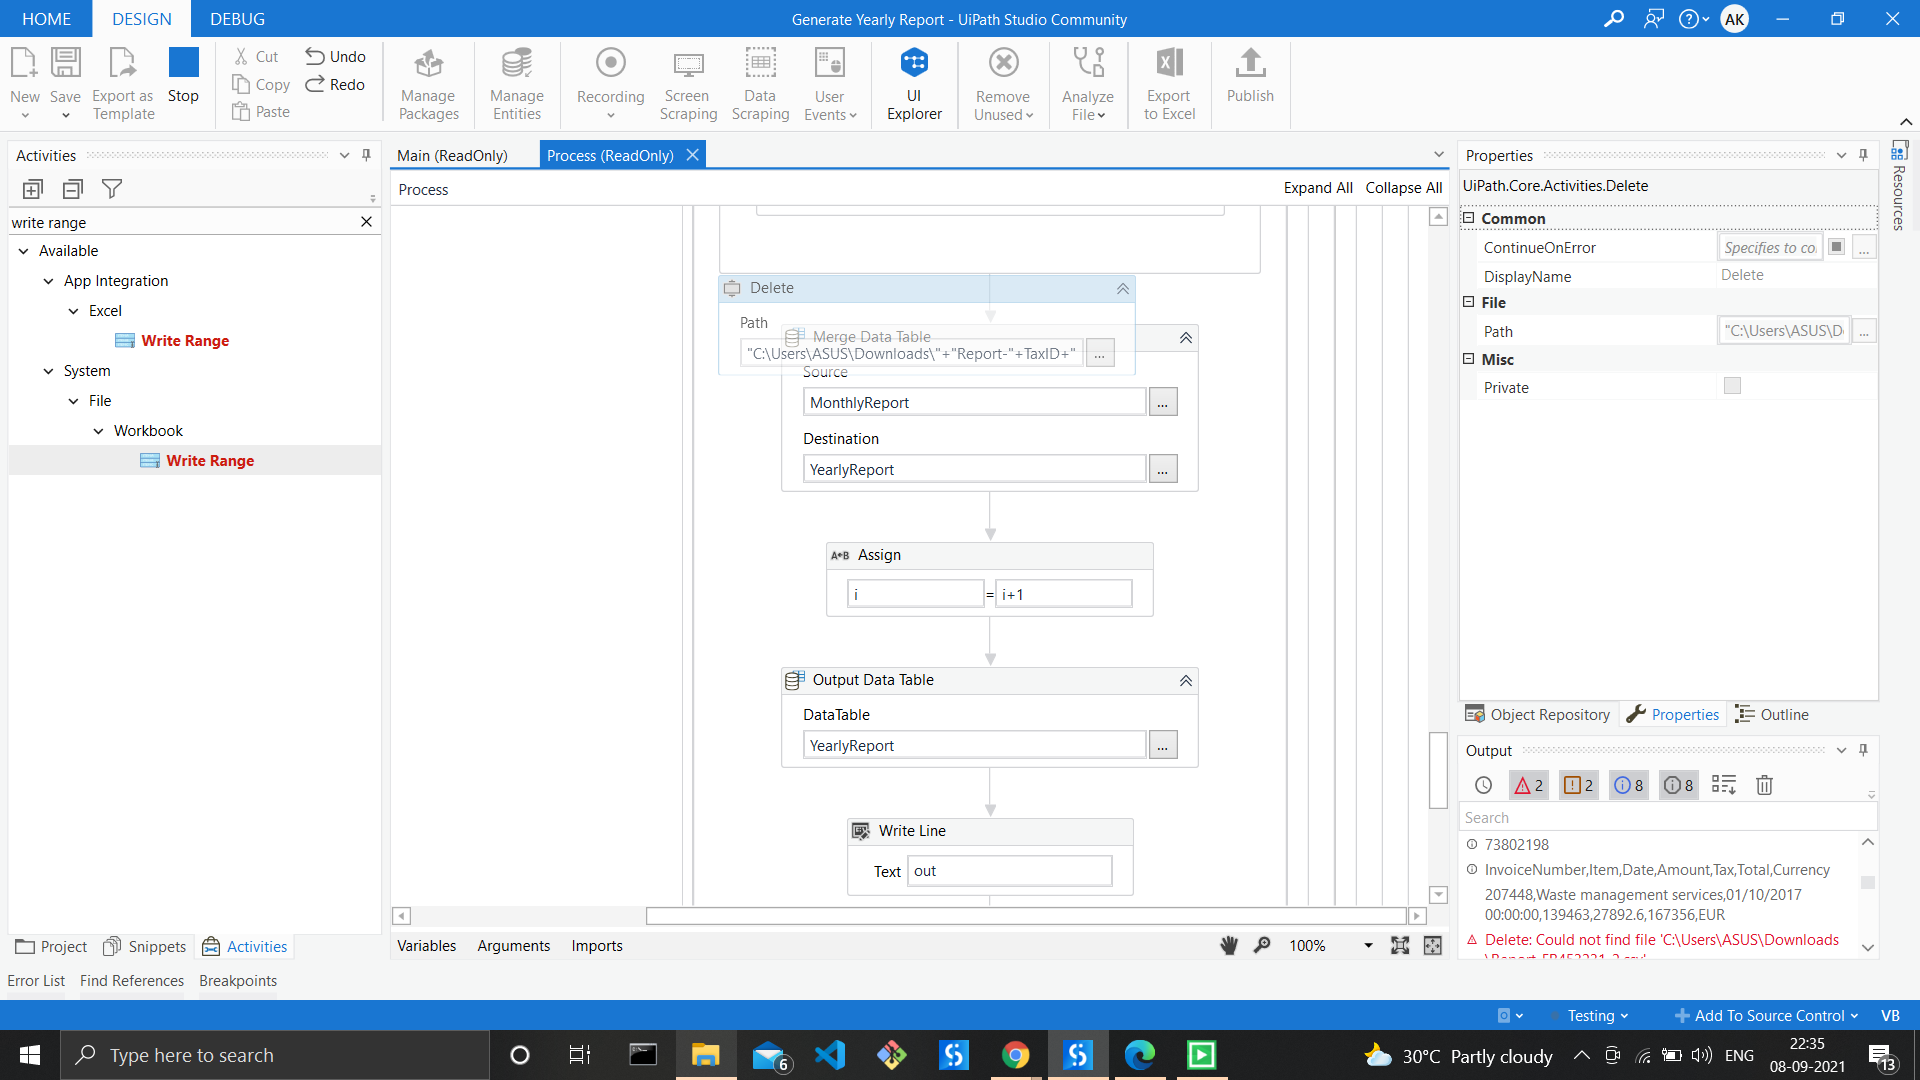 HOME DESIGN DEBUG
Generate Yearly Report - UiPath Studio Community
AK
New
Save
Export as
Template
Stop
Cut
Copy
Paste
Undo
Redo
Manage
Packages
Manage
Entities
Recording
Screen
Scraping
Data
Scraping
User
Events
UI
Explorer
Remove
Unused
Analyze
File
Export
to Excel
Publish
Activities
write range
Available
App Integration
Excel
Write Range
System
File
Workbook
Write Range
Project Snippets Activities
Error List Find References Breakpoints
Main (ReadOnly) Process (ReadOnly)
Process
Expand All Collapse All
Delete
Path
"C:\Users\ASUS\Downloads\"+"Report-"+TaxID+"
...
Merge Data Table
Source
MonthlyReport
...
Destination
YearlyReport
...
A+B Assign
i = i+1
Output Data Table
DataTable
YearlyReport
...
Write Line
Text out
Variables Arguments Imports
100%
Properties
UiPath.Core.Activities.Delete
Common
ContinueOnError Specifies to co
...
DisplayName Delete
File
Path "C:\Users\ASUS\D
...
Misc
Private
Object Repository Properties Outline
Resources
Output
2 2 8 8
Search
73802198
InvoiceNumber,Item,Date,Amount,Tax,Total,Currency
207448,Waste management services,01/10/2017
00:00:00,139463,27892.6,167356,EUR
Delete: Could not find file 'C:\Users\ASUS\Downloads
Testing Add To Source Control VB
Type here to search
6
30°C Partly cloudy
ENG
22:35
08-09-2021
13